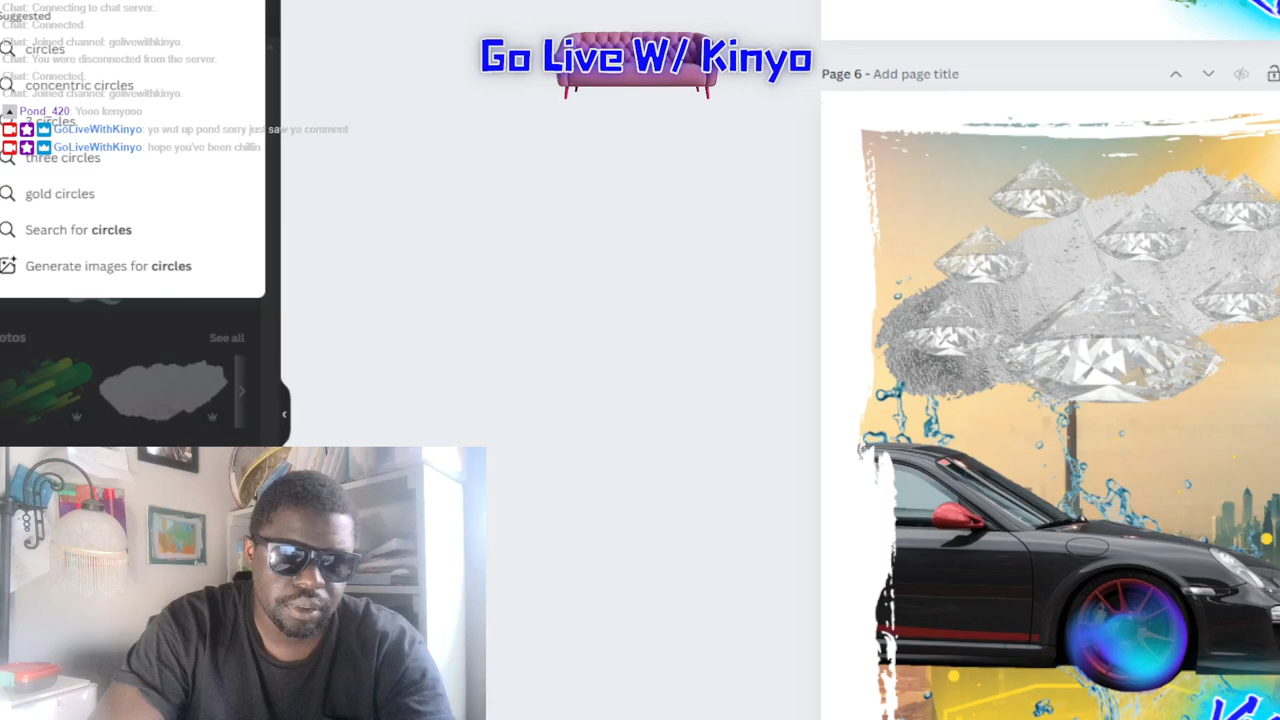 Chat: Connecting to chat server..
Suggested
Chat: Connected.
Chat: Joined channel: golivewithkinyo.
circles
Chat: You were disconnected from the server.
Chat: Connected.
concentric circles
Chat: Joined channel: golivewithkinyo.
Pond_420: Yooo kenyooo
3 circles
GoLiveWithKinyo: yo wut up pond sorry just saw ya comment
GoLiveWithKinyo: hope you've been chillin
three circles
gold circles
Search for circles
Generate images for circles
otos
See all
Go Live W/ Kinyo
Page 6 - Add page title